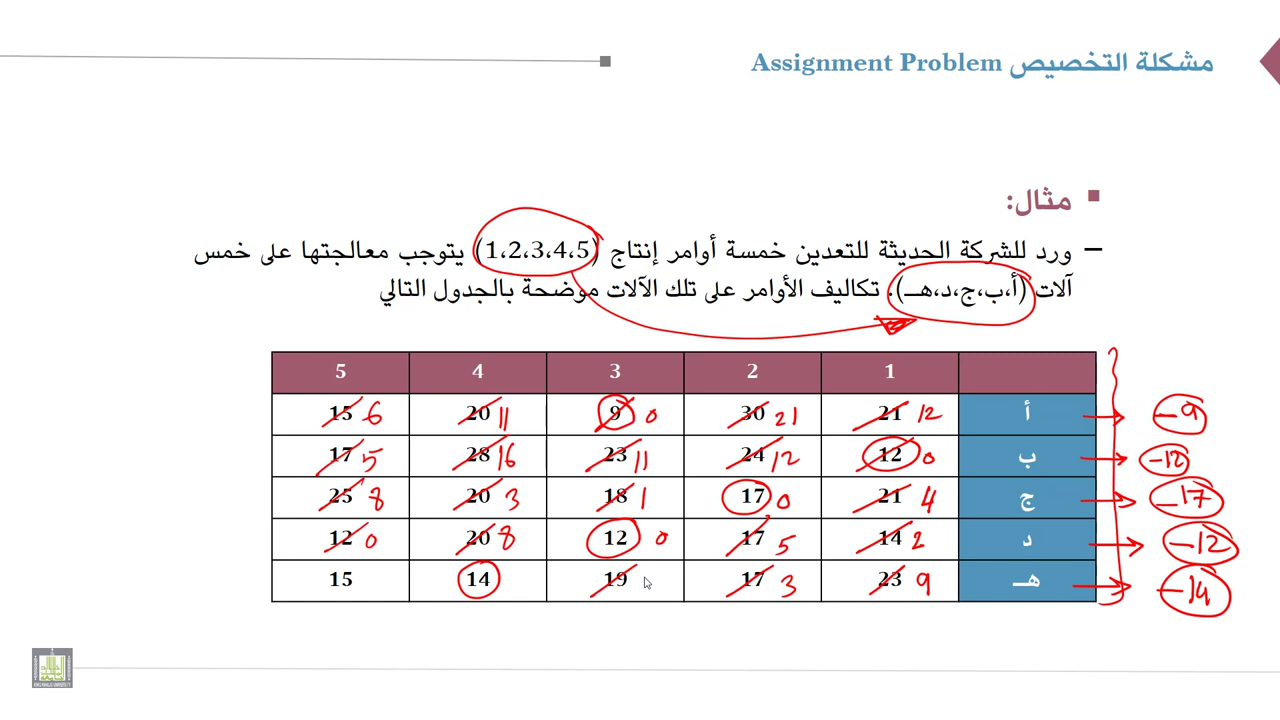 مشكلة التخصيص Assignment Problem
مثال:
ورد للشركة الحديثة للتعدين خمسة أوامر إنتاج (1،2،3،4،5) يتوجب معالجتها على خمس
آلات (أ،ب،ج،د،هـ). تكاليف الأوامر على تلك الآلات موضحة بالجدول التالي
1 2 3 4 5
أ 21 12 30 21 9 0 20 11 15 6 -9
ب 12 0 24 12 23 11 28 16 17 5 -12
ج 21 4 17 0 18 1 20 3 25 8 -17
د 14 2 17 5 12 0 20 8 12 0 -12
هـ 23 9 17 3 19 14 15 -14